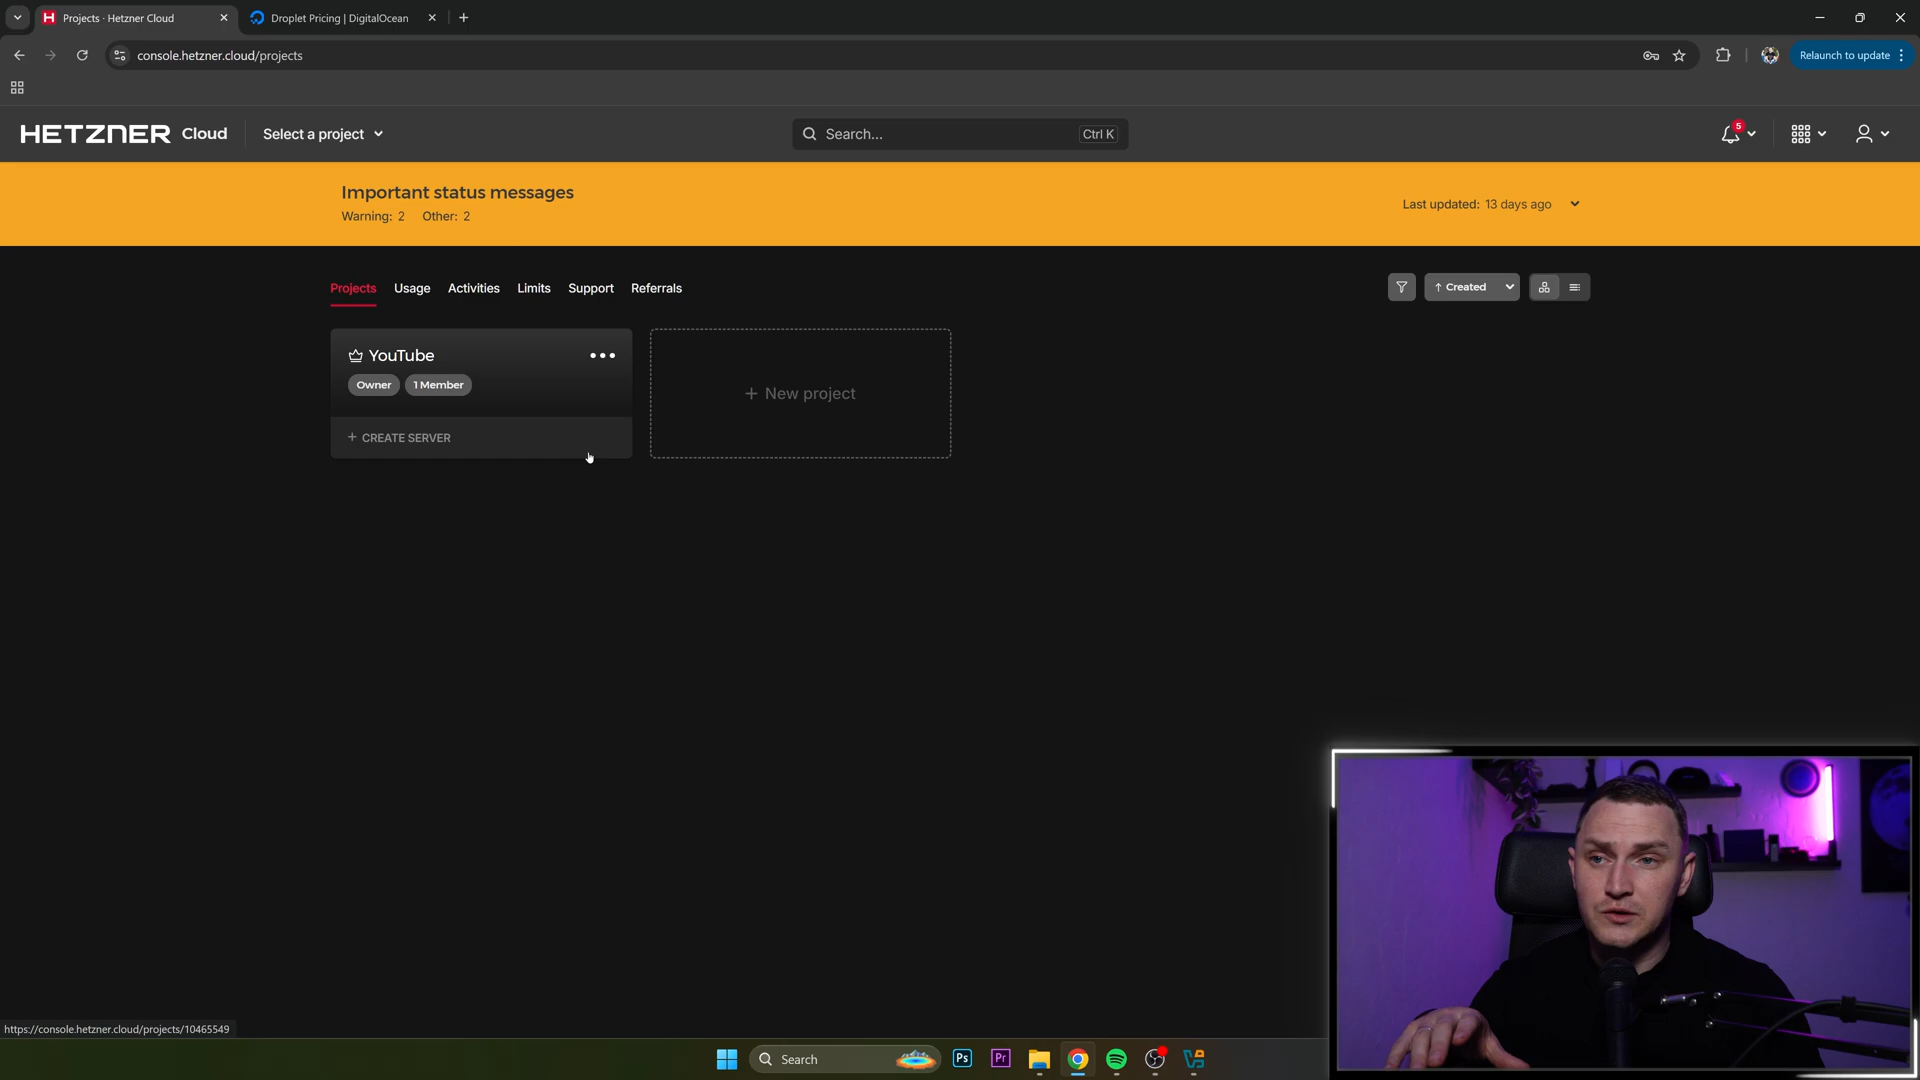 Projects · Hetzner Cloud
Droplet Pricing | DigitalOcean
console.hetzner.cloud/projects
Relaunch to update
HETZNER Cloud
Select a project
Search...
Ctrl K
5
Important status messages
Warning: 2 Other: 2
Last updated: 13 days ago
Projects
Usage
Activities
Limits
Support
Referrals
↑ Created
YouTube
Owner
1 Member
+ CREATE SERVER
+ New project
https://console.hetzner.cloud/projects/10465549
Search
Ps
Pr